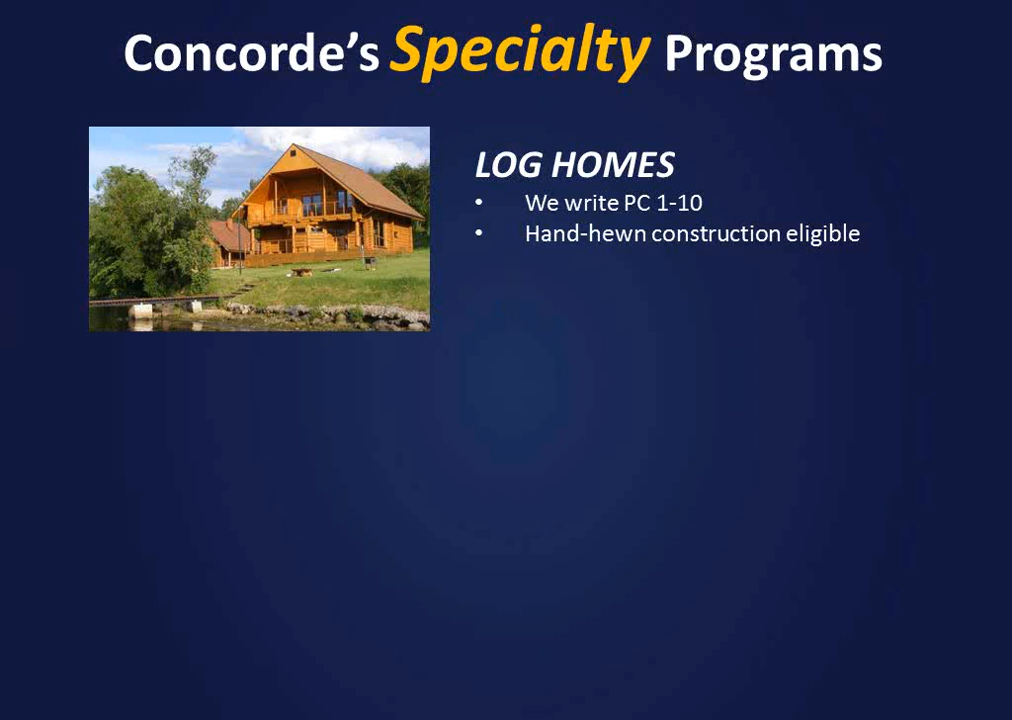 Concorde’s Specialty Programs
LOG HOMES
• We write PC 1-10
• Hand-hewn construction eligible